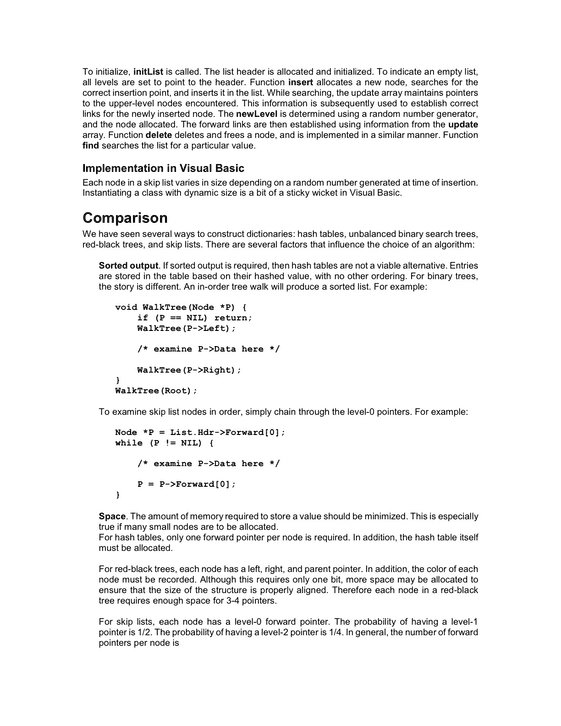 To initialize, initList is called. The list header is allocated and initialized. To indicate an empty list,
all levels are set to point to the header. Function insert allocates a new node, searches for the
correct insertion point, and inserts it in the list. While searching, the update array maintains pointers
to the upper-level nodes encountered. This information is subsequently used to establish correct
links for the newly inserted node. The newLevel is determined using a random number generator,
and the node allocated. The forward links are then established using information from the update
array. Function delete deletes and frees a node, and is implemented in a similar manner. Function
find searches the list for a particular value.
Implementation in Visual Basic
Each node in a skip list varies in size depending on a random number generated at time of insertion.
Instantiating a class with dynamic size is a bit of a sticky wicket in Visual Basic.
Comparison
We have seen several ways to construct dictionaries: hash tables, unbalanced binary search trees,
red-black trees, and skip lists. There are several factors that influence the choice of an algorithm:
Sorted output. If sorted output is required, then hash tables are not a viable alternative. Entries
are stored in the table based on their hashed value, with no other ordering. For binary trees,
the story is different. An in-order tree walk will produce a sorted list. For example:
void WalkTree(Node *P) {
    if (P == NIL) return;
    WalkTree(P->Left);
    /* examine P->Data here */
    WalkTree(P->Right);
}
WalkTree(Root);
To examine skip list nodes in order, simply chain through the level-0 pointers. For example:
Node *P = List.Hdr->Forward[0];
while (P != NIL) {
    /* examine P->Data here */
    P = P->Forward[0];
}
Space. The amount of memory required to store a value should be minimized. This is especially
true if many small nodes are to be allocated.
For hash tables, only one forward pointer per node is required. In addition, the hash table itself
must be allocated.
For red-black trees, each node has a left, right, and parent pointer. In addition, the color of each
node must be recorded. Although this requires only one bit, more space may be allocated to
ensure that the size of the structure is properly aligned. Therefore each node in a red-black
tree requires enough space for 3-4 pointers.
For skip lists, each node has a level-0 forward pointer. The probability of having a level-1
pointer is 1/2. The probability of having a level-2 pointer is 1/4. In general, the number of forward
pointers per node is